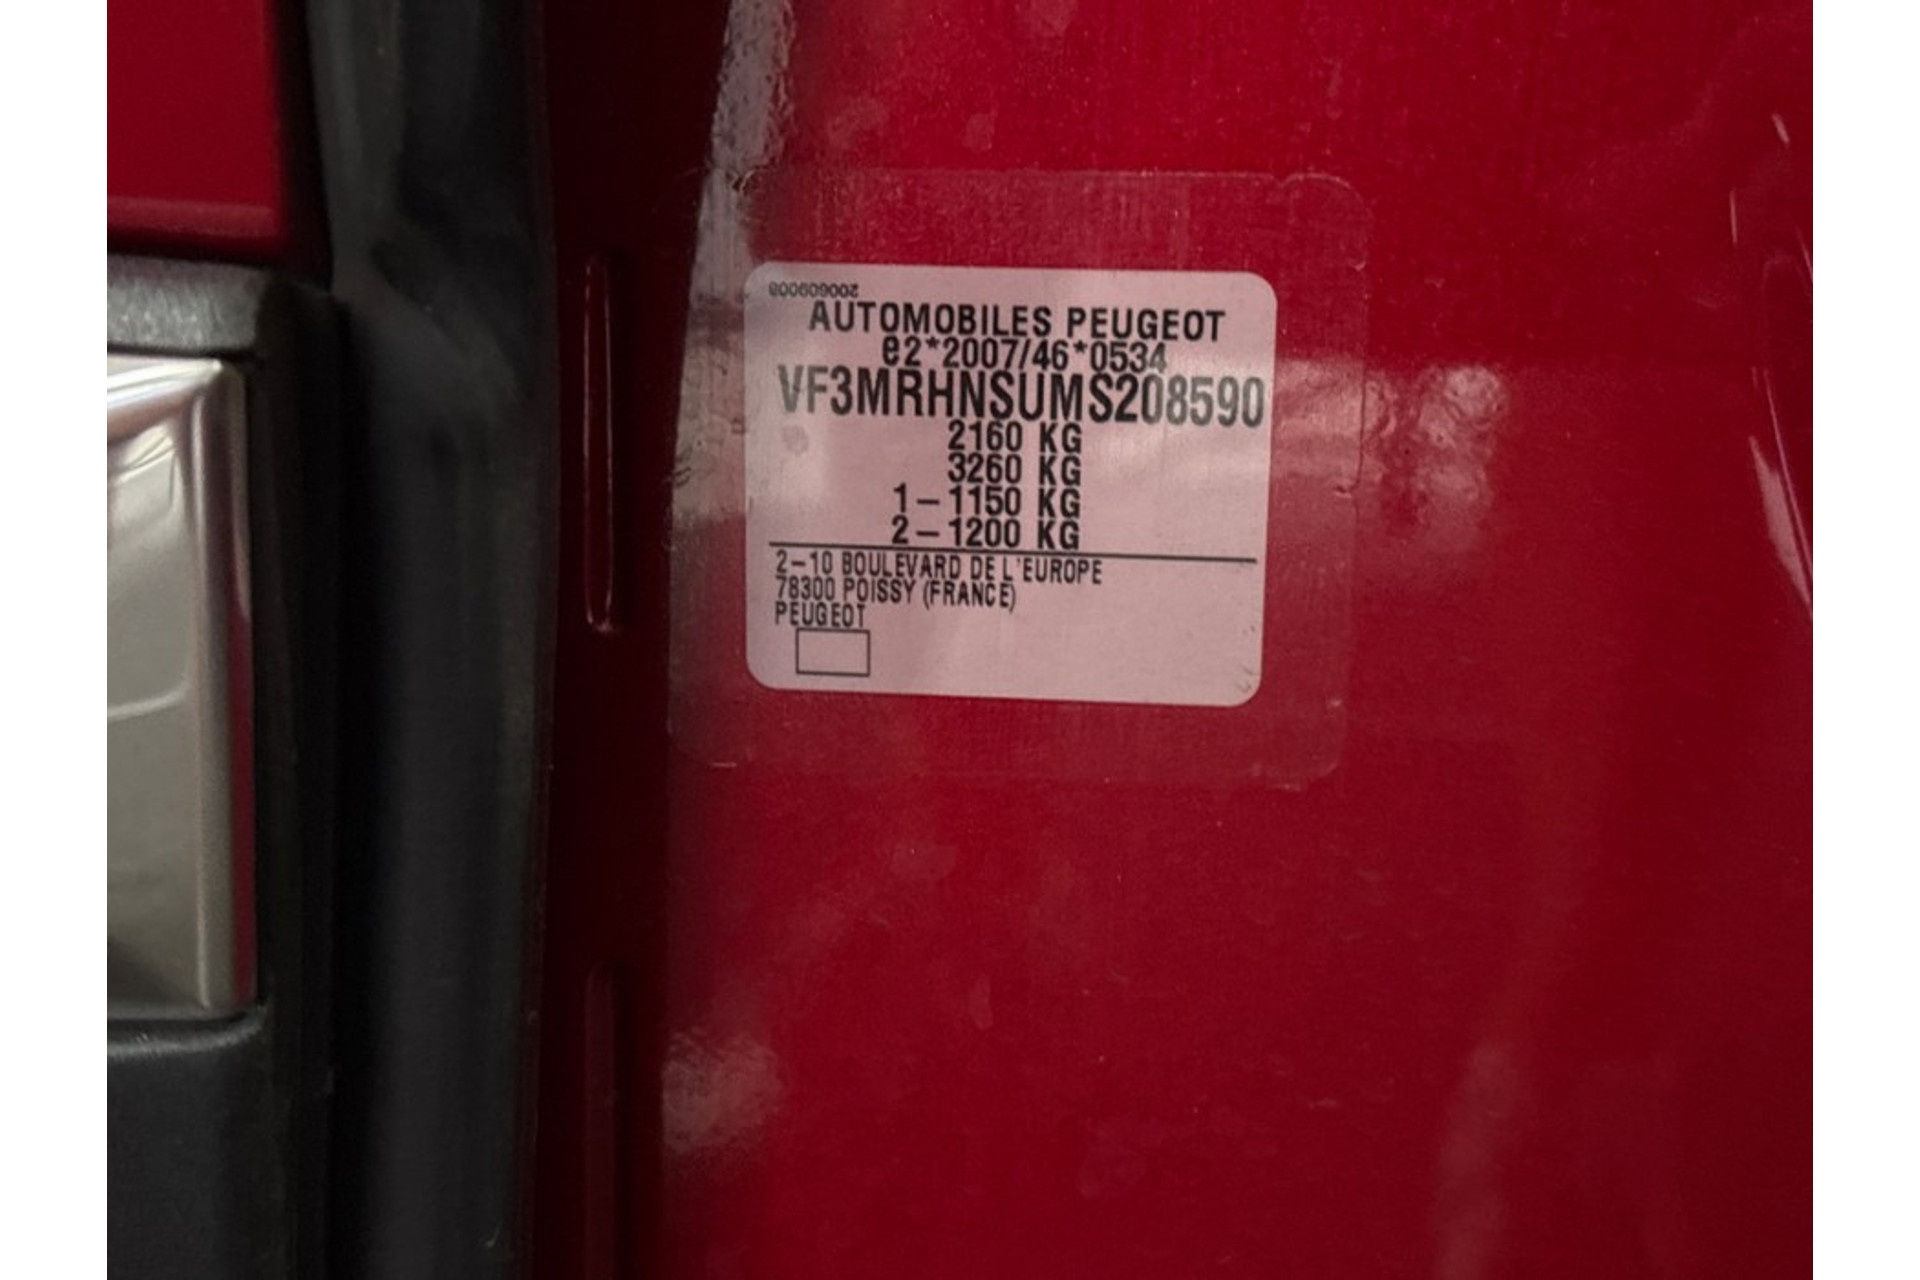 AUTOMOBILES PEUGEOT
e2*2007/46*0534
VF3MRHNSUMS208590
2160 KG
3260 KG
1-1150 KG
2-1200 KG
2-10 BOULEVARD DE L'EUROPE
78300 POISSY (FRANCE)
PEUGEOT